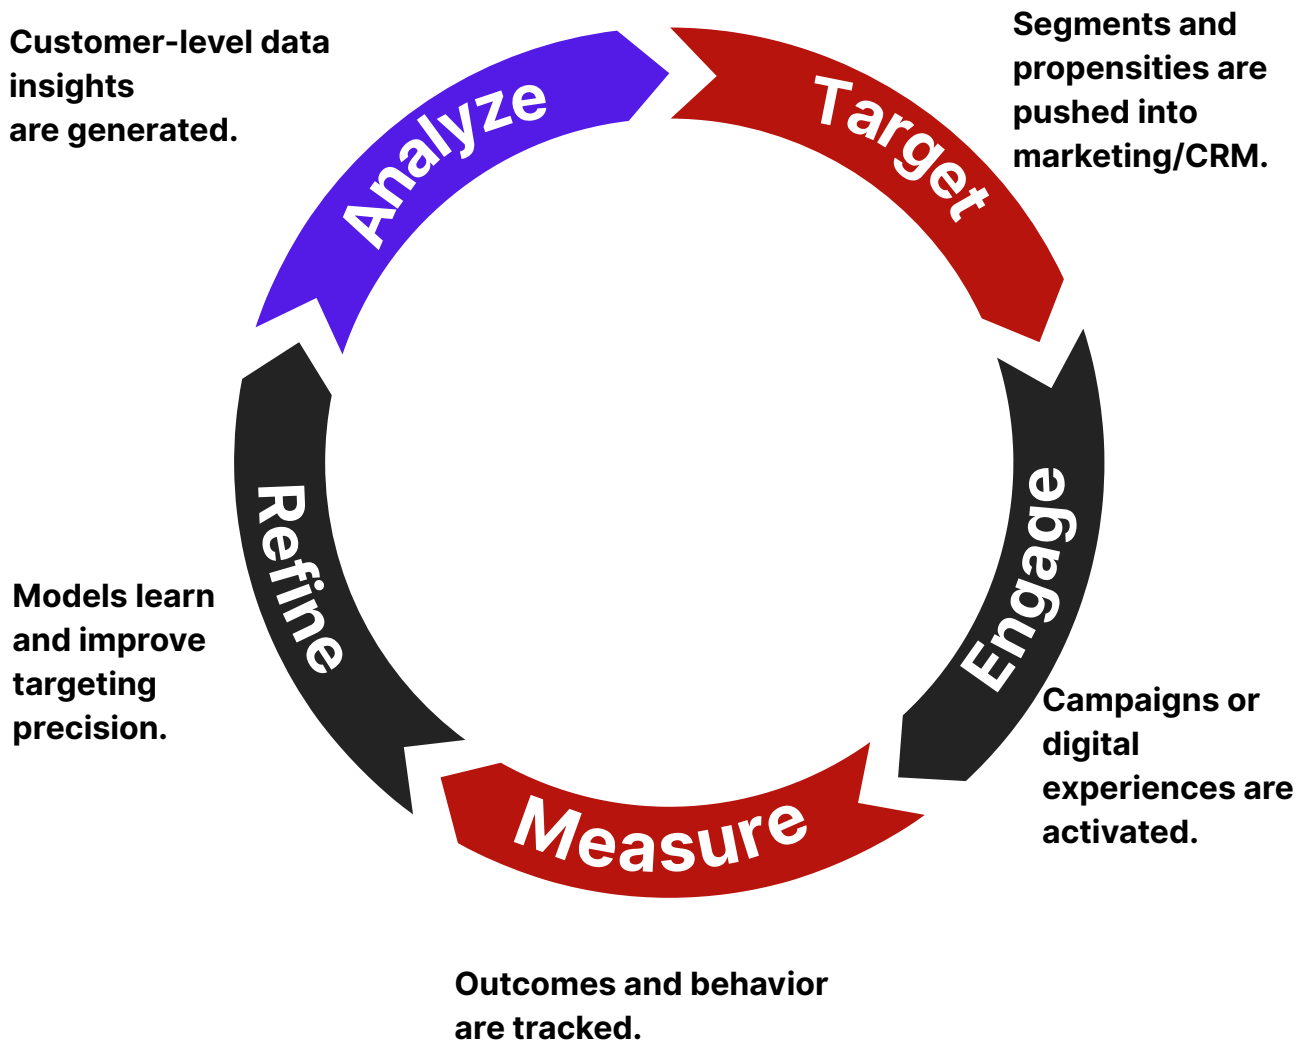 Customer-level data
insights
are generated.
Analyze
Target
Segments and
propensities are
pushed into
marketing/CRM.
Engage
Campaigns or
digital
experiences are
activated.
Measure
Outcomes and behavior
are tracked.
Refine
Models learn
and improve
targeting
precision.